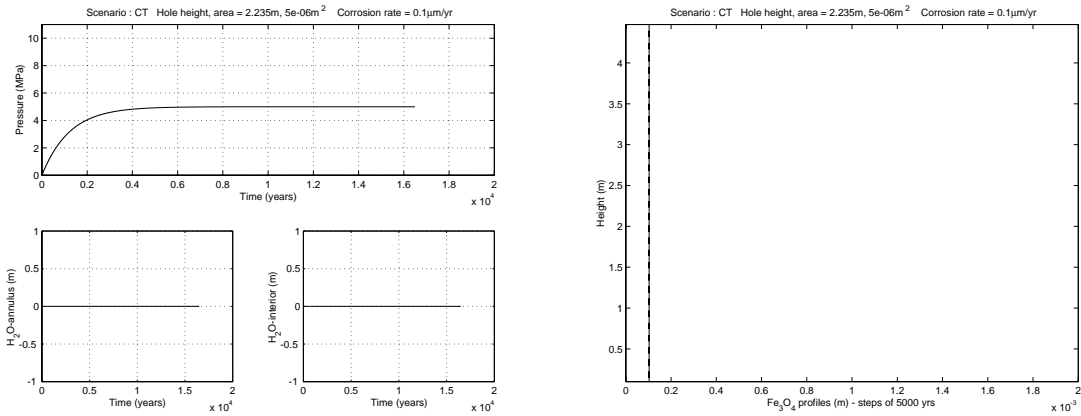 Scenario : CT Hole height, area = 2.235m, 5e-06m² Corrosion rate = 0.1μm/yr
10
8
6
4
2
0
Pressure (MPa)
0 0.2 0.4 0.6 0.8 1 1.2 1.4 1.6 1.8 2
Time (years)
x 10⁴
1
0.5
0
-0.5
-1
H₂O-annulus (m)
0 0.5 1 1.5 2
Time (years)
x 10⁴
1
0.5
0
-0.5
-1
H₂O-interior (m)
0 0.5 1 1.5 2
Time (years)
x 10⁴
Scenario : CT Hole height, area = 2.235m, 5e-06m² Corrosion rate = 0.1μm/yr
4
3.5
3
2.5
2
1.5
1
0.5
Height (m)
0 0.2 0.4 0.6 0.8 1 1.2 1.4 1.6 1.8 2
Fe₃O₄ profiles (m) - steps of 5000 yrs
x 10⁻³